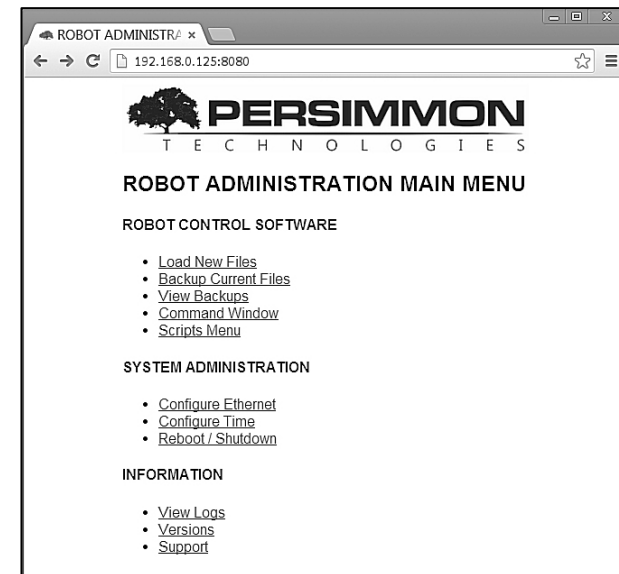 ROBOT ADMINISTRA
192.168.0.125:8080
PERSIMMON
TECHNOLOGIES
ROBOT ADMINISTRATION MAIN MENU
ROBOT CONTROL SOFTWARE
• Load New Files
• Backup Current Files
• View Backups
• Command Window
• Scripts Menu
SYSTEM ADMINISTRATION
• Configure Ethernet
• Configure Time
• Reboot / Shutdown
INFORMATION
• View Logs
• Versions
• Support